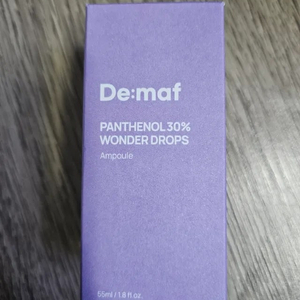 De:maf
PANTHENOL 30%
WONDER DROPS
Ampoule
55ml / 1.8 fl.oz.